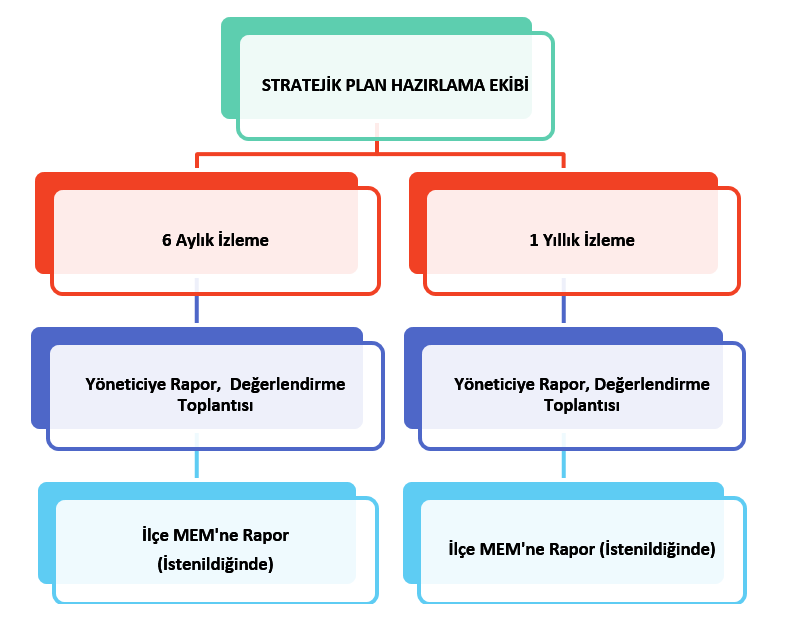 STRATEJİK PLAN HAZIRLAMA EKİBİ
6 Aylık İzleme
1 Yıllık İzleme
Yöneticiye Rapor,  Değerlendirme
Toplantısı
Yöneticiye Rapor, Değerlendirme
Toplantısı
İlçe MEM'ne Rapor
(İstenildiğinde)
İlçe MEM'ne Rapor (İstenildiğinde)